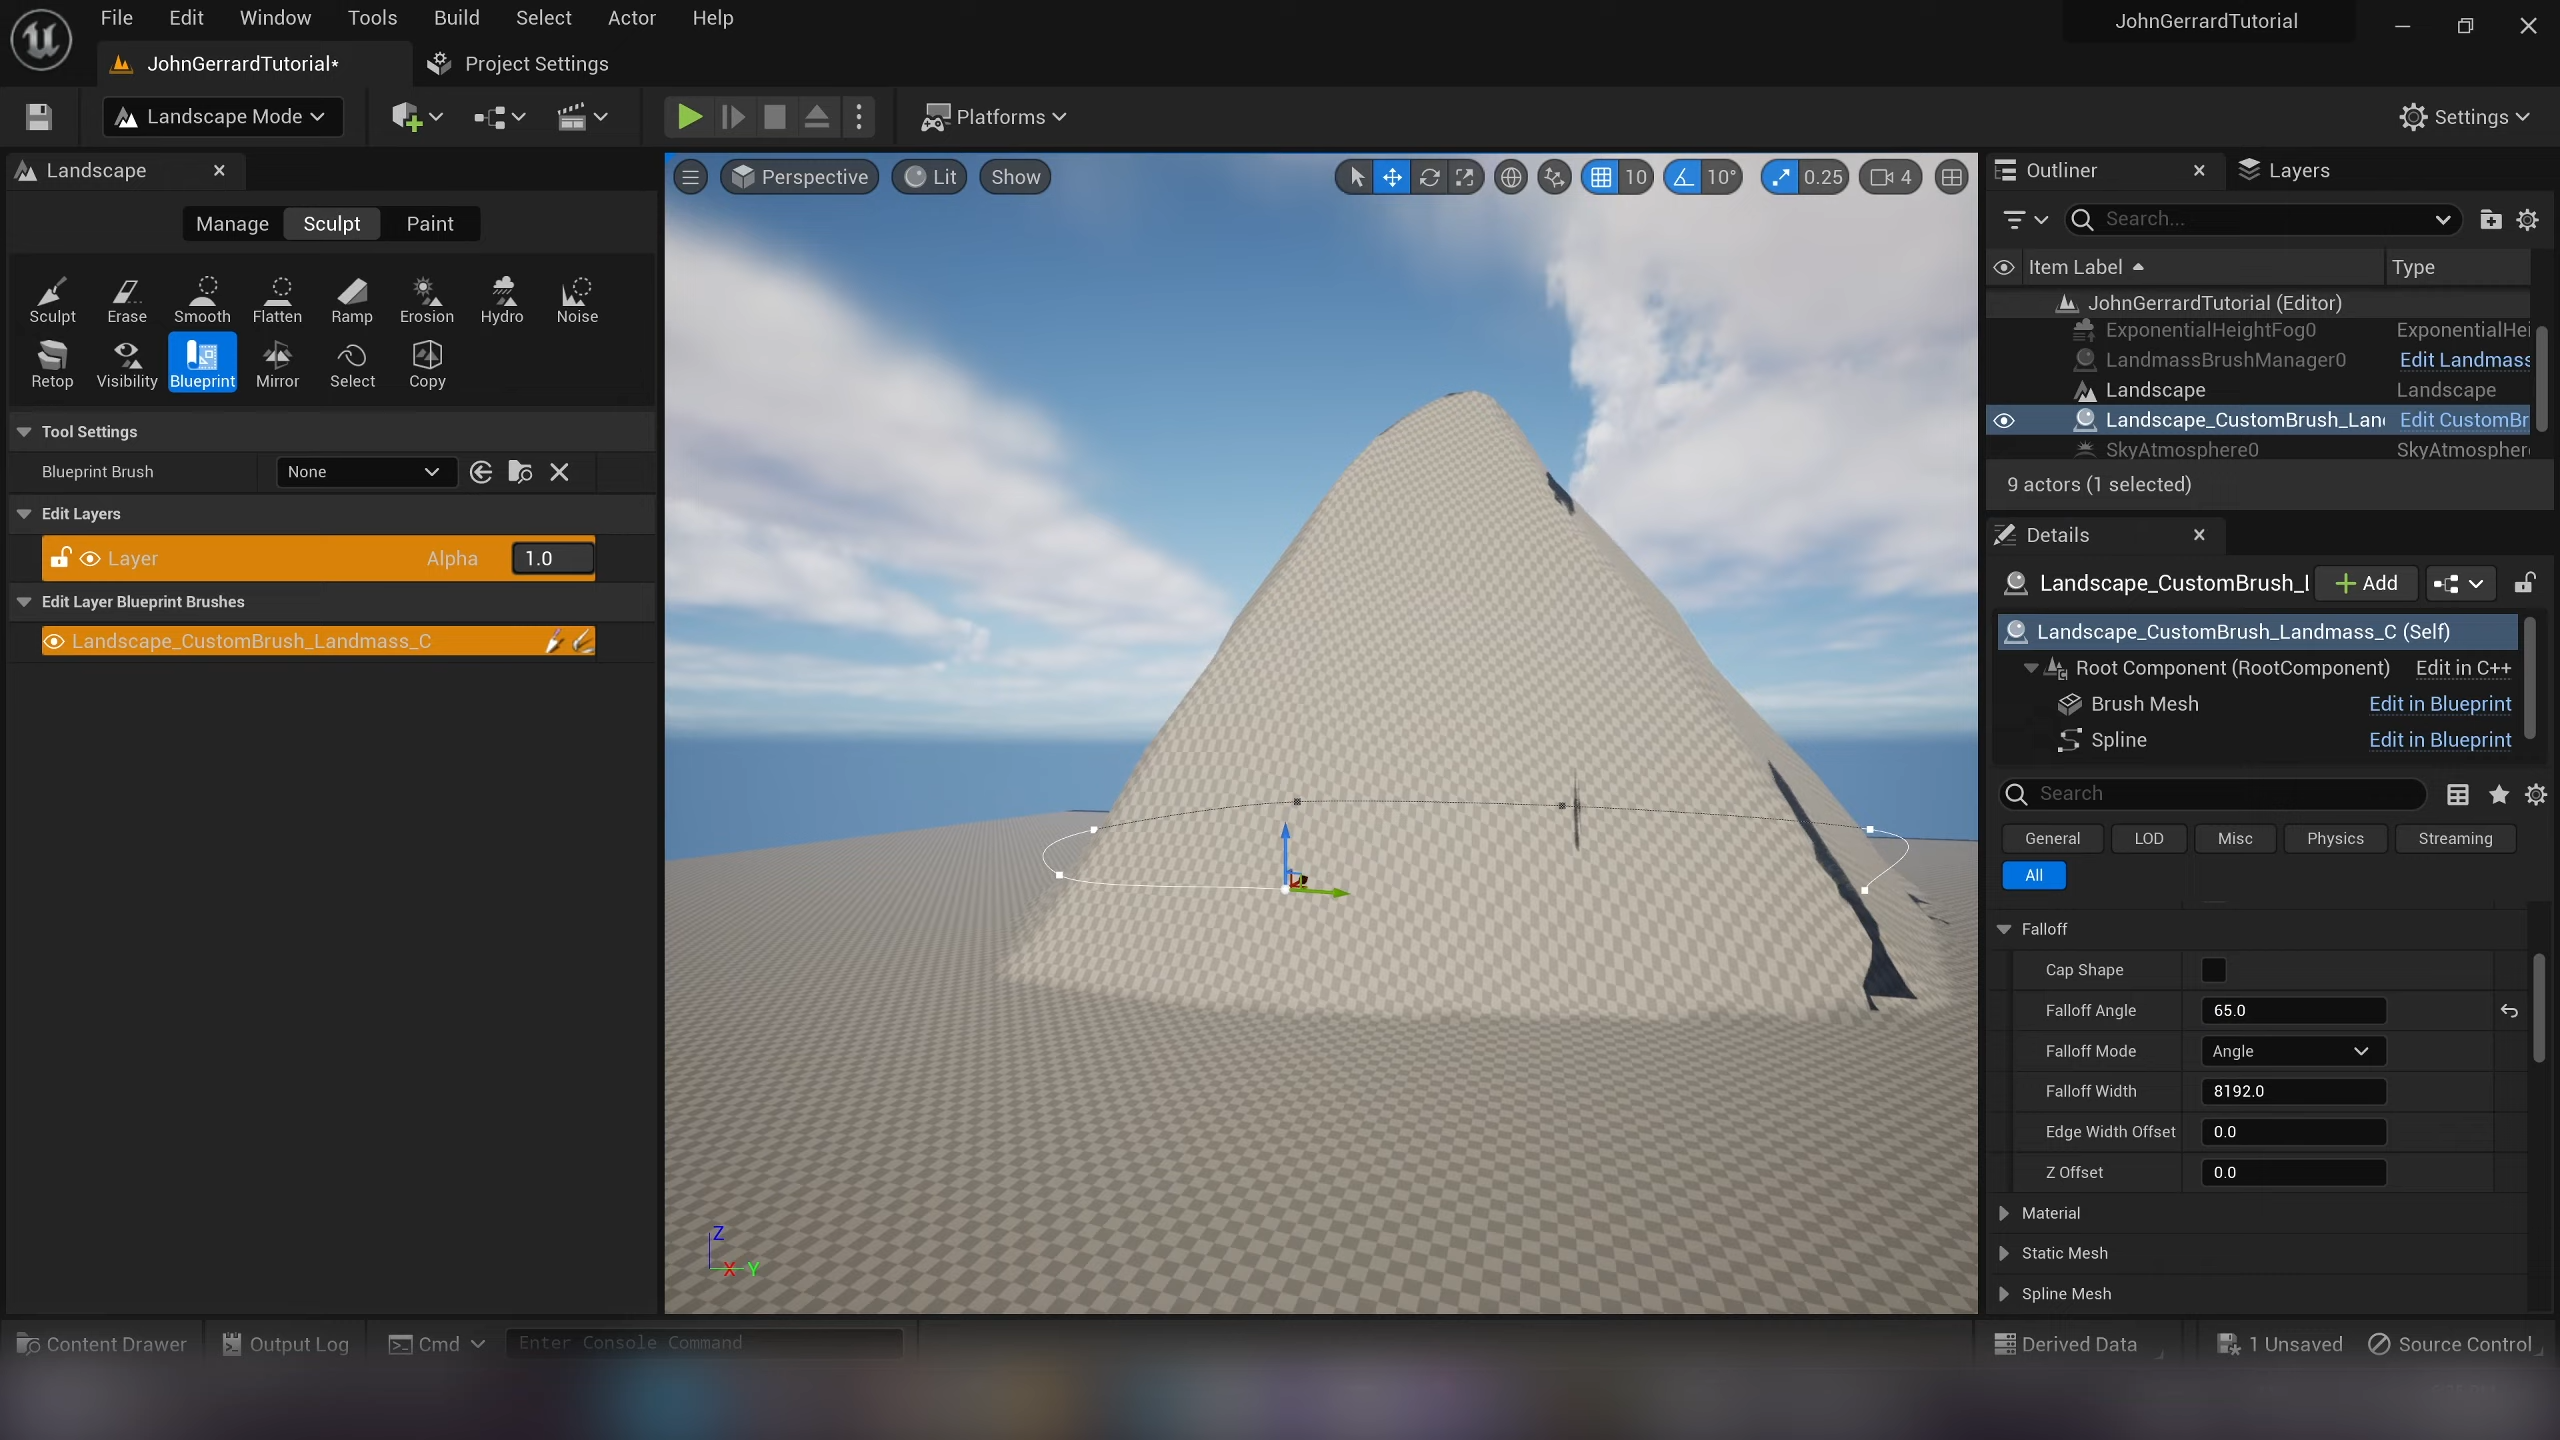 File Edit Window Tools Build Select Actor Help
JohnGerrardTutorial
JohnGerrardTutorial*
Project Settings
Landscape Mode
Platforms
Settings
Landscape
Manage Sculpt Paint
Sculpt Erase Smooth Flatten Ramp Erosion Hydro Noise
Retop Visibility Blueprint Mirror Select Copy
Tool Settings
Blueprint Brush None
Edit Layers
Layer Alpha 1.0
Edit Layer Blueprint Brushes
Landscape_CustomBrush_Landmass_C
Perspective Lit Show 10 10° 0.25 4
Z
X Y
Outliner Layers
Search...
Item Label Type
JohnGerrardTutorial (Editor)
ExponentialHeightFog0 ExponentialHei
LandmassBrushManager0 Edit Landmass
Landscape Landscape
Landscape_CustomBrush_Lan Edit CustomBr
SkyAtmosphere0 SkyAtmospher
9 actors (1 selected)
Details
Landscape_CustomBrush_l + Add
Landscape_CustomBrush_Landmass_C (Self)
Root Component (RootComponent) Edit in C++
Brush Mesh Edit in Blueprint
Spline Edit in Blueprint
Search
General LOD Misc Physics Streaming
All
Falloff
Cap Shape
Falloff Angle 65.0
Falloff Mode Angle
Falloff Width 8192.0
Edge Width Offset 0.0
Z Offset 0.0
Material
Static Mesh
Spline Mesh
Content Drawer Output Log Cmd Enter Console Command Derived Data 1 Unsaved Source Control